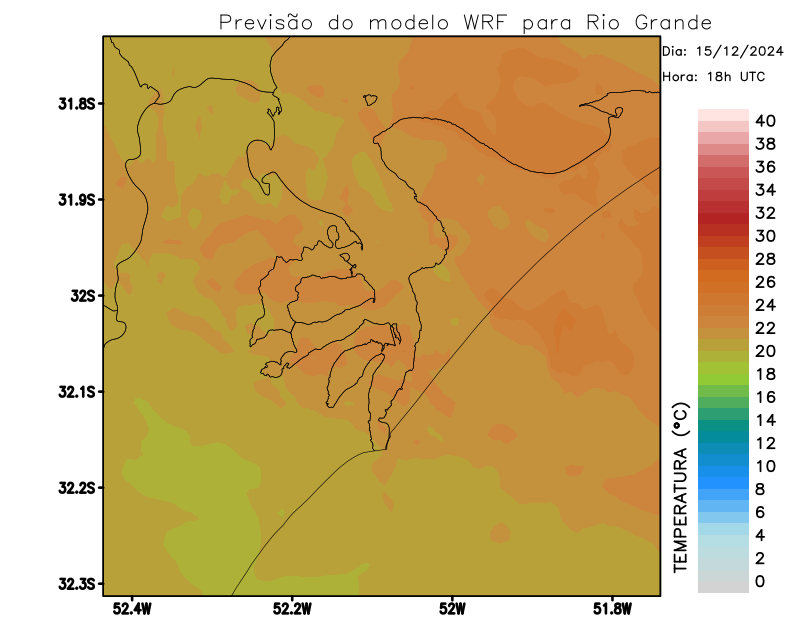 Previsão do modelo WRF para Rio Grande
Dia: 15/12/2024
Hora: 18h UTC
31.8S
31.9S
32S
32.1S
32.2S
32.3S
52.4W
52.2W
52W
51.8W
TEMPERATURA (°C)
40
38
36
34
32
30
28
26
24
22
20
18
16
14
12
10
8
6
4
2
0